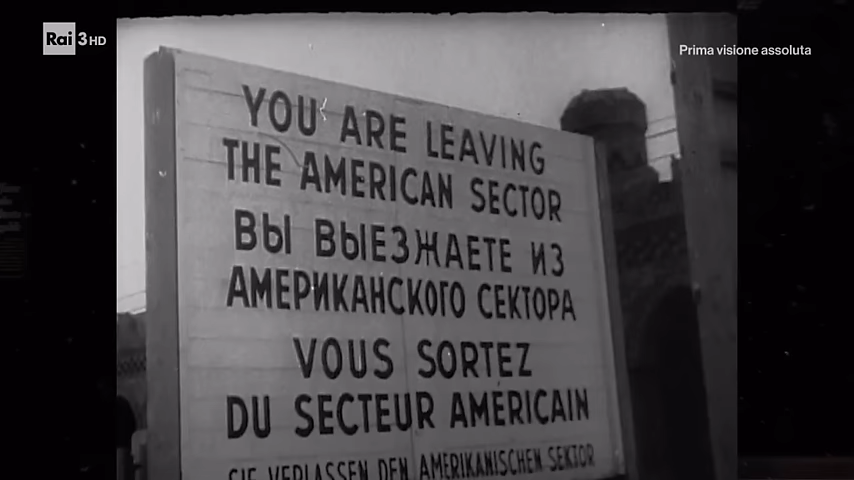 Rai 3 HD
Prima visione assoluta
YOU ARE LEAVING
THE AMERICAN SECTOR
ВЫ ВЫЕЗЖАЕТЕ ИЗ
АМЕРИКАНСКОГО СЕКТОРА
VOUS SORTEZ
DU SECTEUR AMÉRICAIN
SIE VERLASSEN DEN AMERIKANISCHEN SEKTOR